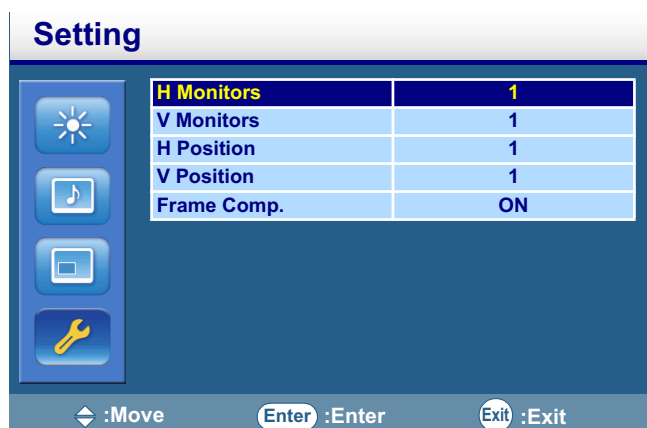 Setting
H Monitors 1
V Monitors 1
H Position 1
V Position 1
Frame Comp. ON
:Move Enter :Enter Exit :Exit